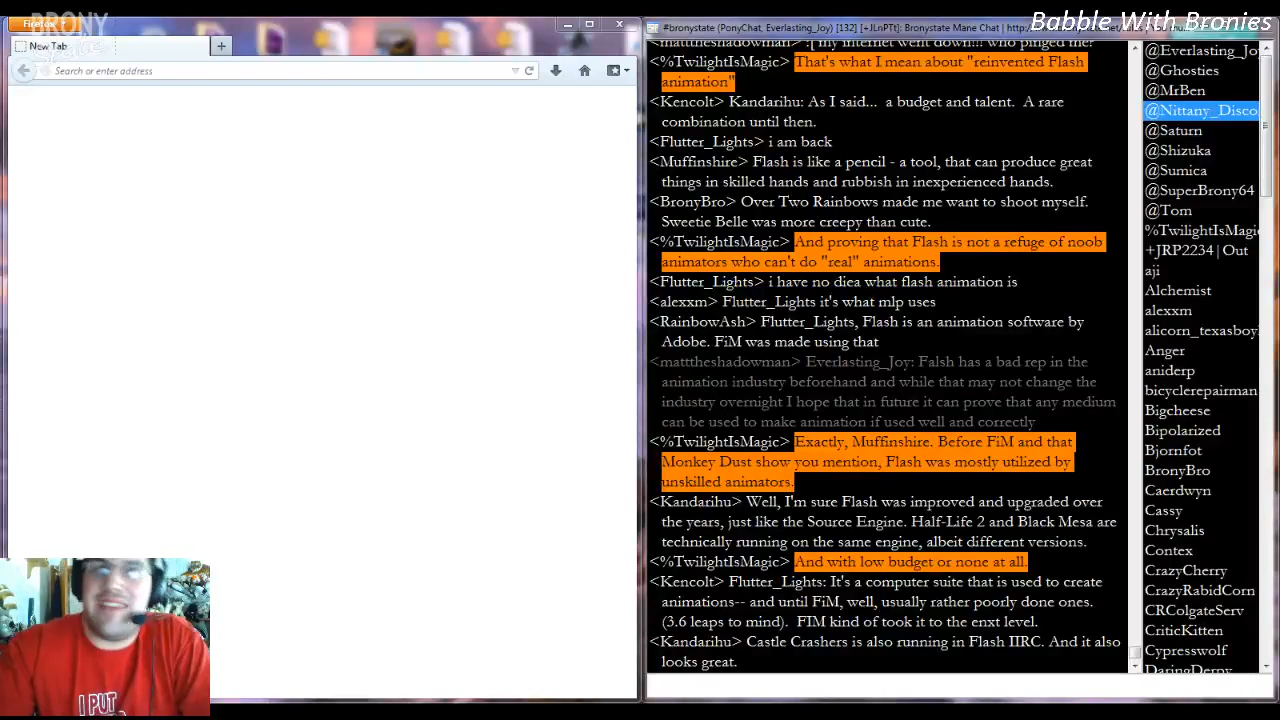 BRONY
Babble With Bronies
Firefox
#bronystate (PonyChat, Everlasting_Joy) [132] [+JLnPTt]: Bronystate Mane Chat |
New Tab
Search or enter address
<matttheshadowman> :[ my internet went down!!! who pinged me?
<%TwilightIsMagic> That's what I mean about "reinvented Flash
animation"
<Kencolt> Kandarihu: As I said... a budget and talent. A rare
combination until then.
<Flutter_Lights> i am back
<Muffinshire> Flash is like a pencil - a tool, that can produce great
things in skilled hands and rubbish in inexperienced hands.
<BronyBro> Over Two Rainbows made me want to shoot myself.
Sweetie Belle was more creepy than cute.
<%TwilightIsMagic> And proving that Flash is not a refuge of noob
animators who can't do "real" animations.
<Flutter_Lights> i have no diea what flash animation is
<alexxm> Flutter_Lights it's what mlp uses
<RainbowAsh> Flutter_Lights, Flash is an animation software by
Adobe. FiM was made using that
<matttheshadowman> Everlasting_Joy: Falsh has a bad rep in the
animation industry beforehand and while that may not change the
industry overnight I hope that in future it can prove that any medium
can be used to make animation if used well and correctly
<%TwilightIsMagic> Exactly, Muffinshire. Before FiM and that
Monkey Dust show you mention, Flash was mostly utilized by
unskilled animators.
<Kandarihu> Well, I'm sure Flash was improved and upgraded over
the years, just like the Source Engine. Half-Life 2 and Black Mesa are
technically running on the same engine, albeit different versions.
<%TwilightIsMagic> And with low budget or none at all.
<Kencolt> Flutter_Lights: It's a computer suite that is used to create
animations-- and until FiM, well, usually rather poorly done ones.
(3.6 leaps to mind). FIM kind of took it to the enxt level.
<Kandarihu> Castle Crashers is also running in Flash IIRC. And it also
looks great.
@Everlasting_Jo
@Ghosties
@MrBen
@Nittany_Disco
@Saturn
@Shizuka
@Sumica
@SuperBrony64
@Tom
%TwilightIsMagi
+JRP2234|Out
aji
Alchemist
alexxm
alicorn_texasboy
Anger
aniderp
bicyclerepairman
Bigcheese
Bipolarized
Bjornfot
BronyBro
Caerdwyn
Cassy
Chrysalis
Contex
CrazyCherry
CrazyRabidCorn
CRColgateServ
CriticKitten
Cypresswolf
DaringDerpy
I PUT